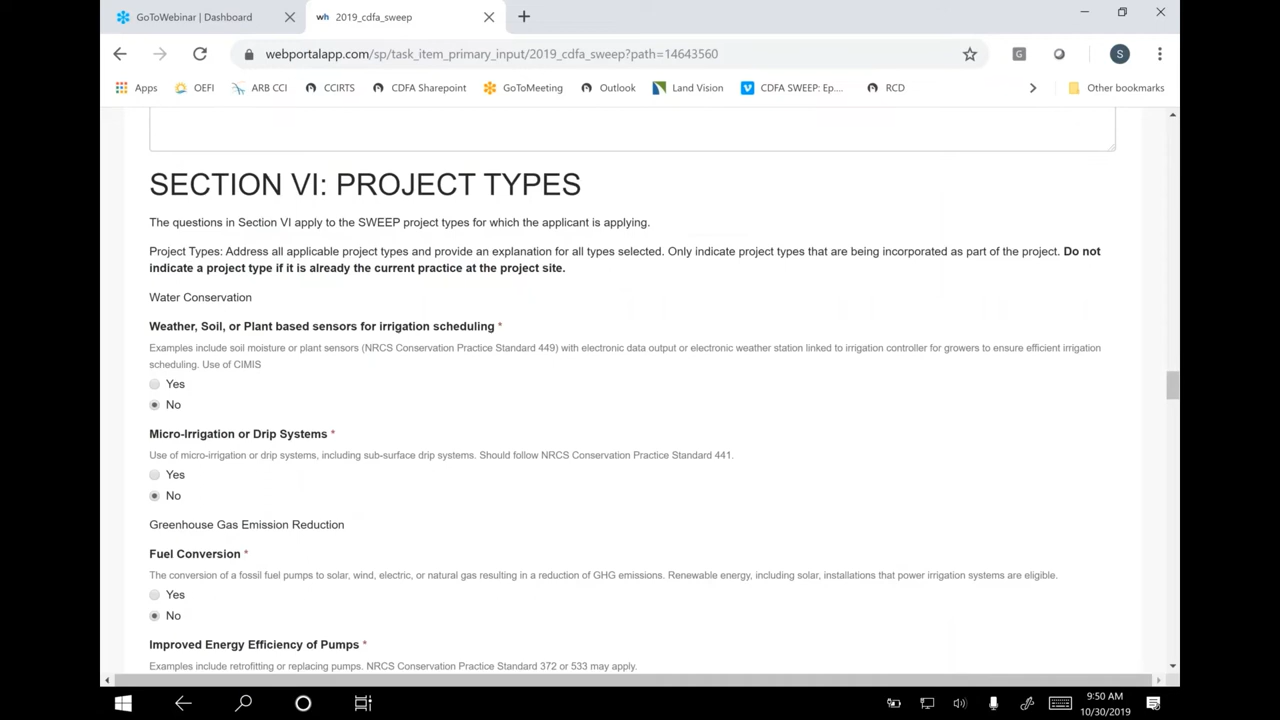 GoToWebinar | Dashboard
wh 2019_cdfa_sweep
webportalapp.com/sp/task_item_primary_input/2019_cdfa_sweep?path=14643560
G
S
Apps OEFI ARB CCI CCIRTS CDFA Sharepoint GoToMeeting Outlook Land Vision CDFA SWEEP: Ep.... RCD Other bookmarks
SECTION VI: PROJECT TYPES
The questions in Section VI apply to the SWEEP project types for which the applicant is applying.
Project Types: Address all applicable project types and provide an explanation for all types selected. Only indicate project types that are being incorporated as part of the project. Do not
indicate a project type if it is already the current practice at the project site.
Water Conservation
Weather, Soil, or Plant based sensors for irrigation scheduling *
Examples include soil moisture or plant sensors (NRCS Conservation Practice Standard 449) with electronic data output or electronic weather station linked to irrigation controller for growers to ensure efficient irrigation
scheduling. Use of CIMIS
Yes
No
Micro-Irrigation or Drip Systems *
Use of micro-irrigation or drip systems, including sub-surface drip systems. Should follow NRCS Conservation Practice Standard 441.
Yes
No
Greenhouse Gas Emission Reduction
Fuel Conversion *
The conversion of a fossil fuel pumps to solar, wind, electric, or natural gas resulting in a reduction of GHG emissions. Renewable energy, including solar, installations that power irrigation systems are eligible.
Yes
No
Improved Energy Efficiency of Pumps *
Examples include retrofitting or replacing pumps. NRCS Conservation Practice Standard 372 or 533 may apply.
9:50 AM
10/30/2019